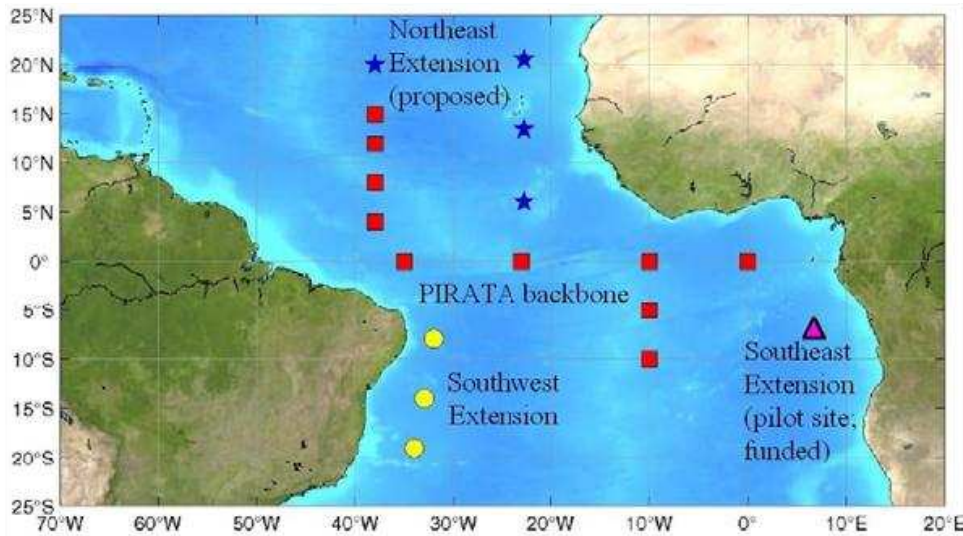 25°N
20°N
15°N
10°N
5°N
0°
5°S
10°S
15°S
20°S
25°S
Northeast
Extension
(proposed)
PIRATA backbone
Southwest
Extension
Southeast
Extension
(pilot site;
funded)
70°W 60°W 50°W 40°W 30°W 20°W 10°W 0° 10°E 20°E